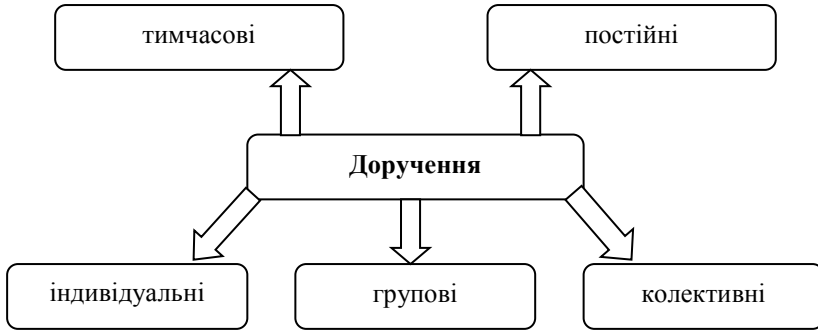 тимчасові
постійні
Доручення
індивідуальні
групові
колективні